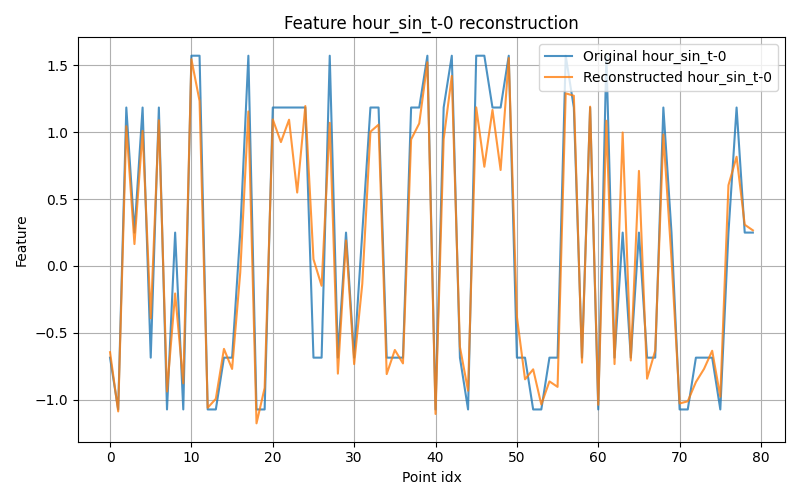 Feature hour_sin_t-0 reconstruction
Original hour_sin_t-0
Reconstructed hour_sin_t-0
Feature
1.5
1.0
0.5
0.0
−0.5
−1.0
0 10 20 30 40 50 60 70 80
Point idx